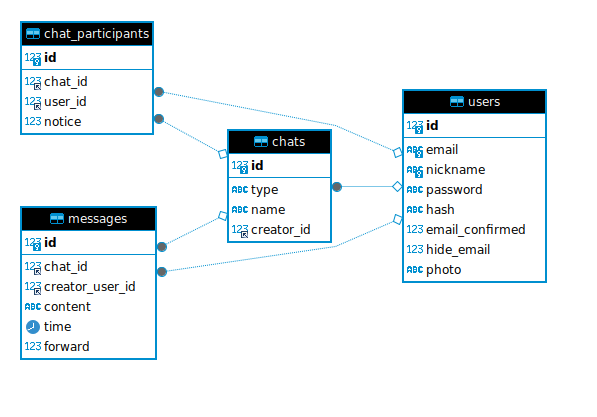 chat_participants
123 id
123 chat_id
123 user_id
123 notice
chats
123 id
ABC type
ABC name
123 creator_id
users
123 id
ABC email
ABC nickname
ABC password
ABC hash
123 email_confirmed
123 hide_email
ABC photo
messages
123 id
123 chat_id
123 creator_user_id
ABC content
time
123 forward